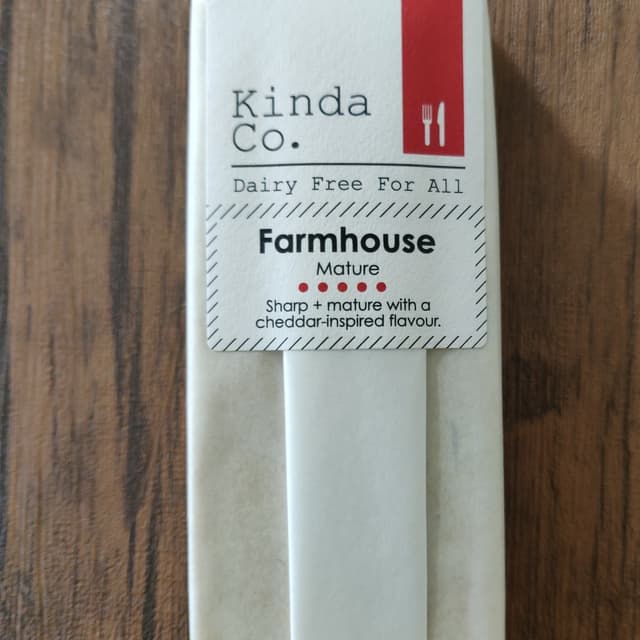 Kinda
Co.
Dairy Free For All
Farmhouse
Mature
Sharp + mature with a
cheddar-inspired flavour.